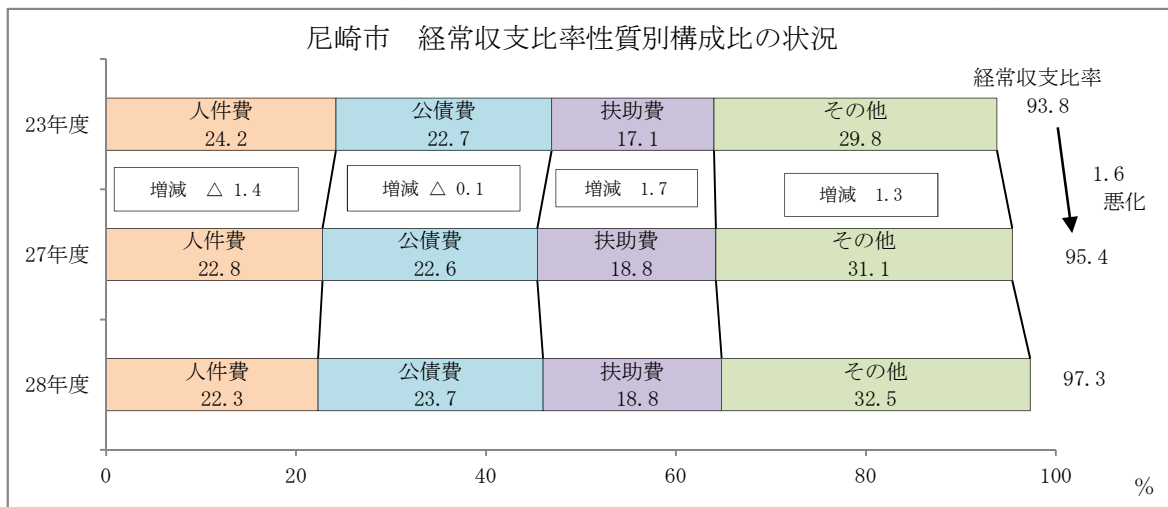 尼崎市　経常収支比率性質別構成比の状況
経常収支比率
23年度
人件費
24.2
公債費
22.7
扶助費
17.1
その他
29.8
93.8
増減 △ 1.4
増減 △ 0.1
増減 1.7
増減 1.3
1.6
悪化
27年度
人件費
22.8
公債費
22.6
扶助費
18.8
その他
31.1
95.4
28年度
人件費
22.3
公債費
23.7
扶助費
18.8
その他
32.5
97.3
0 20 40 60 80 100
%